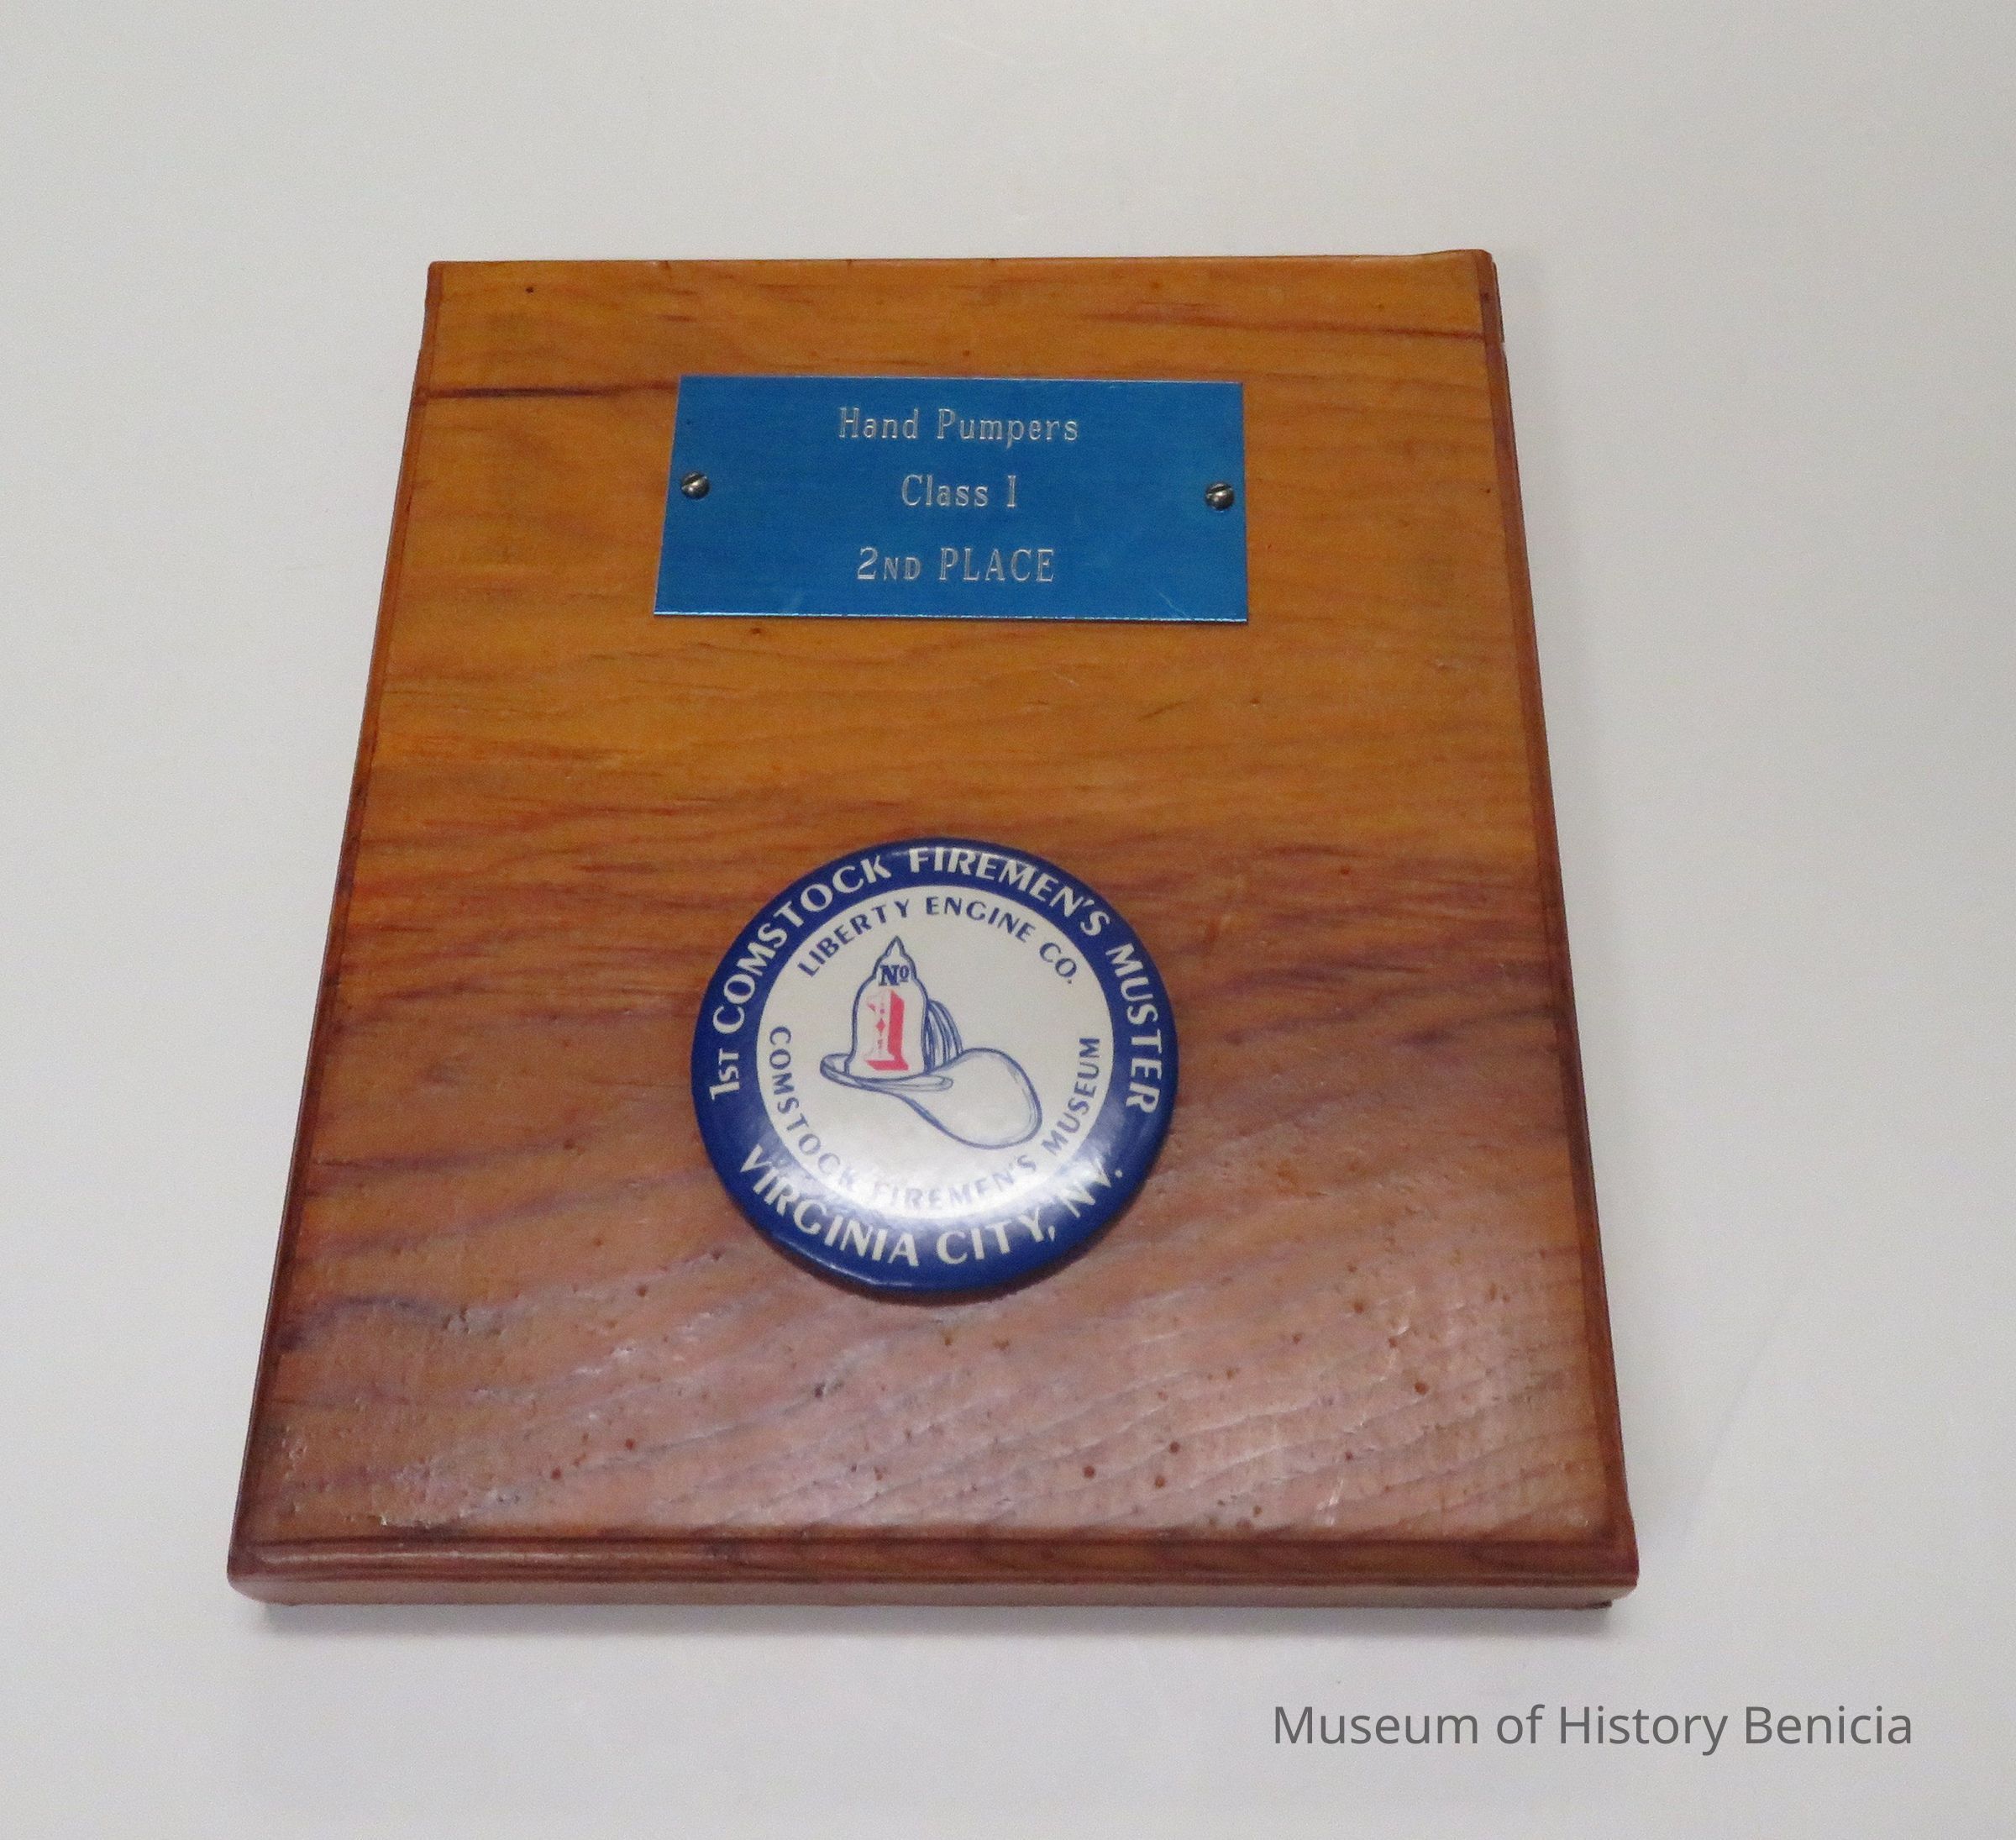 Hand Pumpers
Class I
2ND PLACE
1ST COMSTOCK FIREMEN'S MUSTER
LIBERTY ENGINE CO.
No
1
COMSTOCK FIREMEN'S MUSEUM
VIRGINIA CITY, NV.
Museum of History Benicia